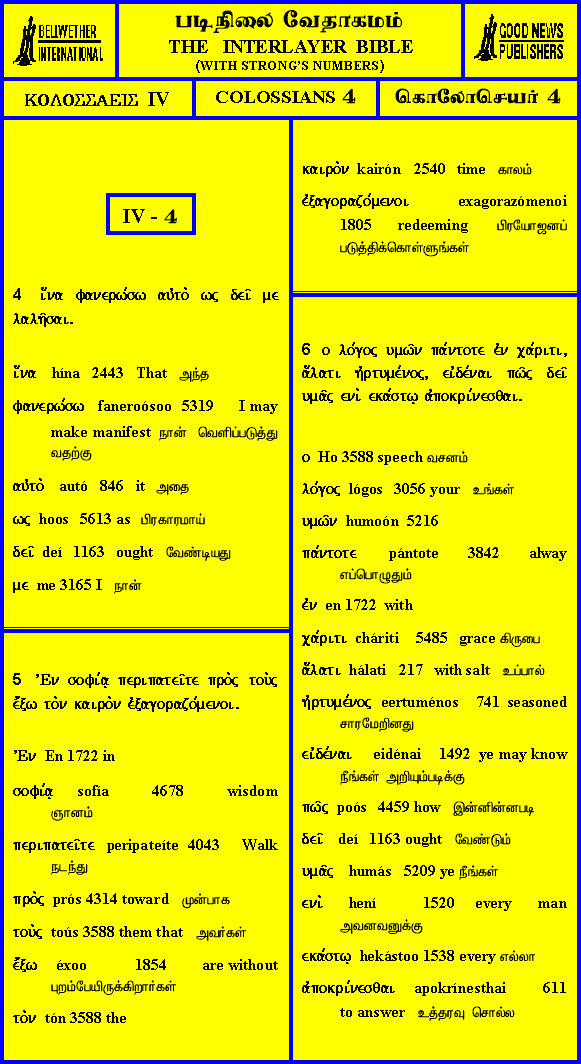 BELLWETHER
INTERNATIONAL
படிநிலை வேதாகமம்
THE INTERLAYER BIBLE
(WITH STRONG'S NUMBERS)
GOOD NEWS
PUBLISHERS
ΚΟΛΟΣΣΑΕΙΣ IV
COLOSSIANS 4
கொலோசெயர் 4
IV - 4
4 ἵνα φανερώσω αὐτὸ ως δεῖ με
λαλῆσαι.
ἵνα hína 2443 That அந்த
φανερώσω faneroósoo 5319 I may
make manifest நான் வெளிப்படுத்து
வதற்கு
αὐτὸ autó 846 it அதை
ως hoos 5613 as பிரகாரமாய்
δεῖ deí 1163 ought வேண்டியது
με me 3165 I நான்
5 Ἐν σοφίᾳ περιπατεῖτε πρὸς τοὺς
ἔξω τὸν καιρὸν ἐξαγοραζόμενοι.
Ἐν En 1722 in
σοφίᾳ sofía 4678 wisdom
ஞானம்
περιπατεῖτε peripateíte 4043 Walk
நடந்து
πρὸς prós 4314 toward முன்பாக
τοὺς toús 3588 them that அவர்கள்
ἔξω éxoo 1854 are without
புறம்பேயிருக்கிறார்கள்
τὸν tón 3588 the
καιρὸν kairón 2540 time காலம்
ἐξαγοραζόμενοι exagorazómenoi
1805 redeeming பிரயோஜனப்
படுத்திக்கொள்ளுங்கள்
6 ο λόγος υμῶν πάντοτε ἐν χάριτι,
ἅλατι ἠρτυμένος, εἰδέναι πῶς δεῖ
υμᾶς ενὶ εκάστῳ ἀποκρίνεσθαι.
ο Ho 3588 speech வசனம்
λόγος lógos 3056 your உங்கள்
υμῶν humoón 5216
πάντοτε pántote 3842 alway
எப்பொழுதும்
ἐν en 1722 with
χάριτι cháriti 5485 grace கிருபை
ἅλατι hálati 217 with salt உப்பால்
ἠρτυμένος eertuménos 741 seasoned
சாரமேறினது
εἰδέναι eidénai 1492 ye may know
நீங்கள் அறியும்படிக்கு
πῶς poós 4459 how இன்னின்னபடி
δεῖ deí 1163 ought வேண்டும்
υμᾶς humás 5209 ye நீங்கள்
ενὶ hení 1520 every man
அவனவனுக்கு
εκάστῳ hekástoo 1538 every எல்லா
ἀποκρίνεσθαι apokrínesthai 611
to answer உத்தரவு சொல்ல